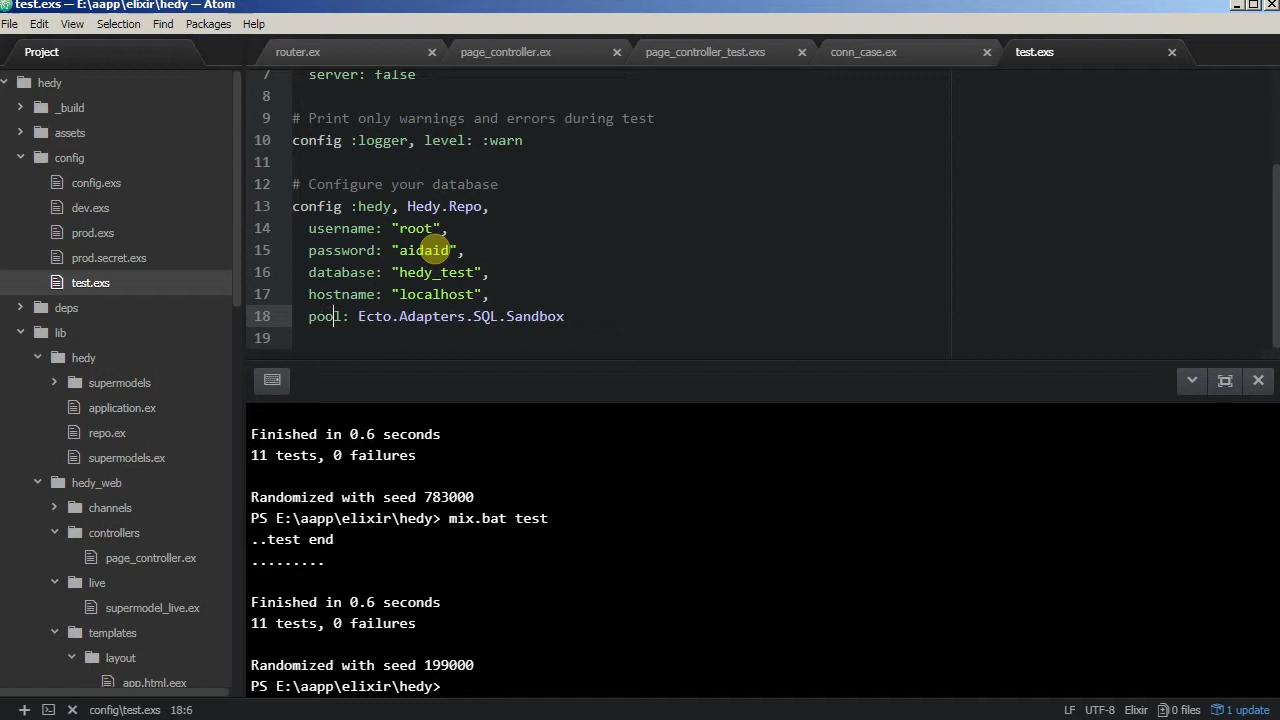 test.exs — E:\aapp\elixir\hedy — Atom
File Edit View Selection Find Packages Help
Project
router.ex
page_controller.ex
page_controller_test.exs
conn_case.ex
test.exs
hedy
_build
assets
config
config.exs
dev.exs
prod.exs
prod.secret.exs
test.exs
deps
lib
hedy
supermodels
application.ex
repo.ex
supermodels.ex
hedy_web
channels
controllers
page_controller.ex
live
supermodel_live.ex
templates
layout
app.html.eex
7 server: false
8
9 # Print only warnings and errors during test
10 config :logger, level: :warn
11
12 # Configure your database
13 config :hedy, Hedy.Repo,
14 username: "root",
15 password: "aidaid",
16 database: "hedy_test",
17 hostname: "localhost",
18 pool: Ecto.Adapters.SQL.Sandbox
19
Finished in 0.6 seconds
11 tests, 0 failures
Randomized with seed 783000
PS E:\aapp\elixir\hedy> mix.bat test
..test end
.........
Finished in 0.6 seconds
11 tests, 0 failures
Randomized with seed 199000
PS E:\aapp\elixir\hedy>
config\test.exs 18:6
LF UTF-8 Elixir 0 files 1 update